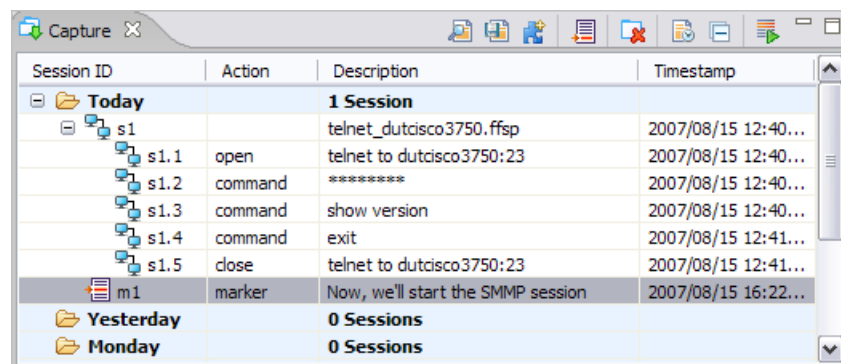 Capture
Session ID Action Description Timestamp
Today 1 Session
s1 telnet_dutcisco3750.ffsp 2007/08/15 12:40...
s1.1 open telnet to dutcisco3750:23 2007/08/15 12:40...
s1.2 command ******** 2007/08/15 12:40...
s1.3 command show version 2007/08/15 12:40...
s1.4 command exit 2007/08/15 12:41...
s1.5 close telnet to dutcisco3750:23 2007/08/15 12:41...
m1 marker Now, we'll start the SMMP session 2007/08/15 16:22...
Yesterday 0 Sessions
Monday 0 Sessions